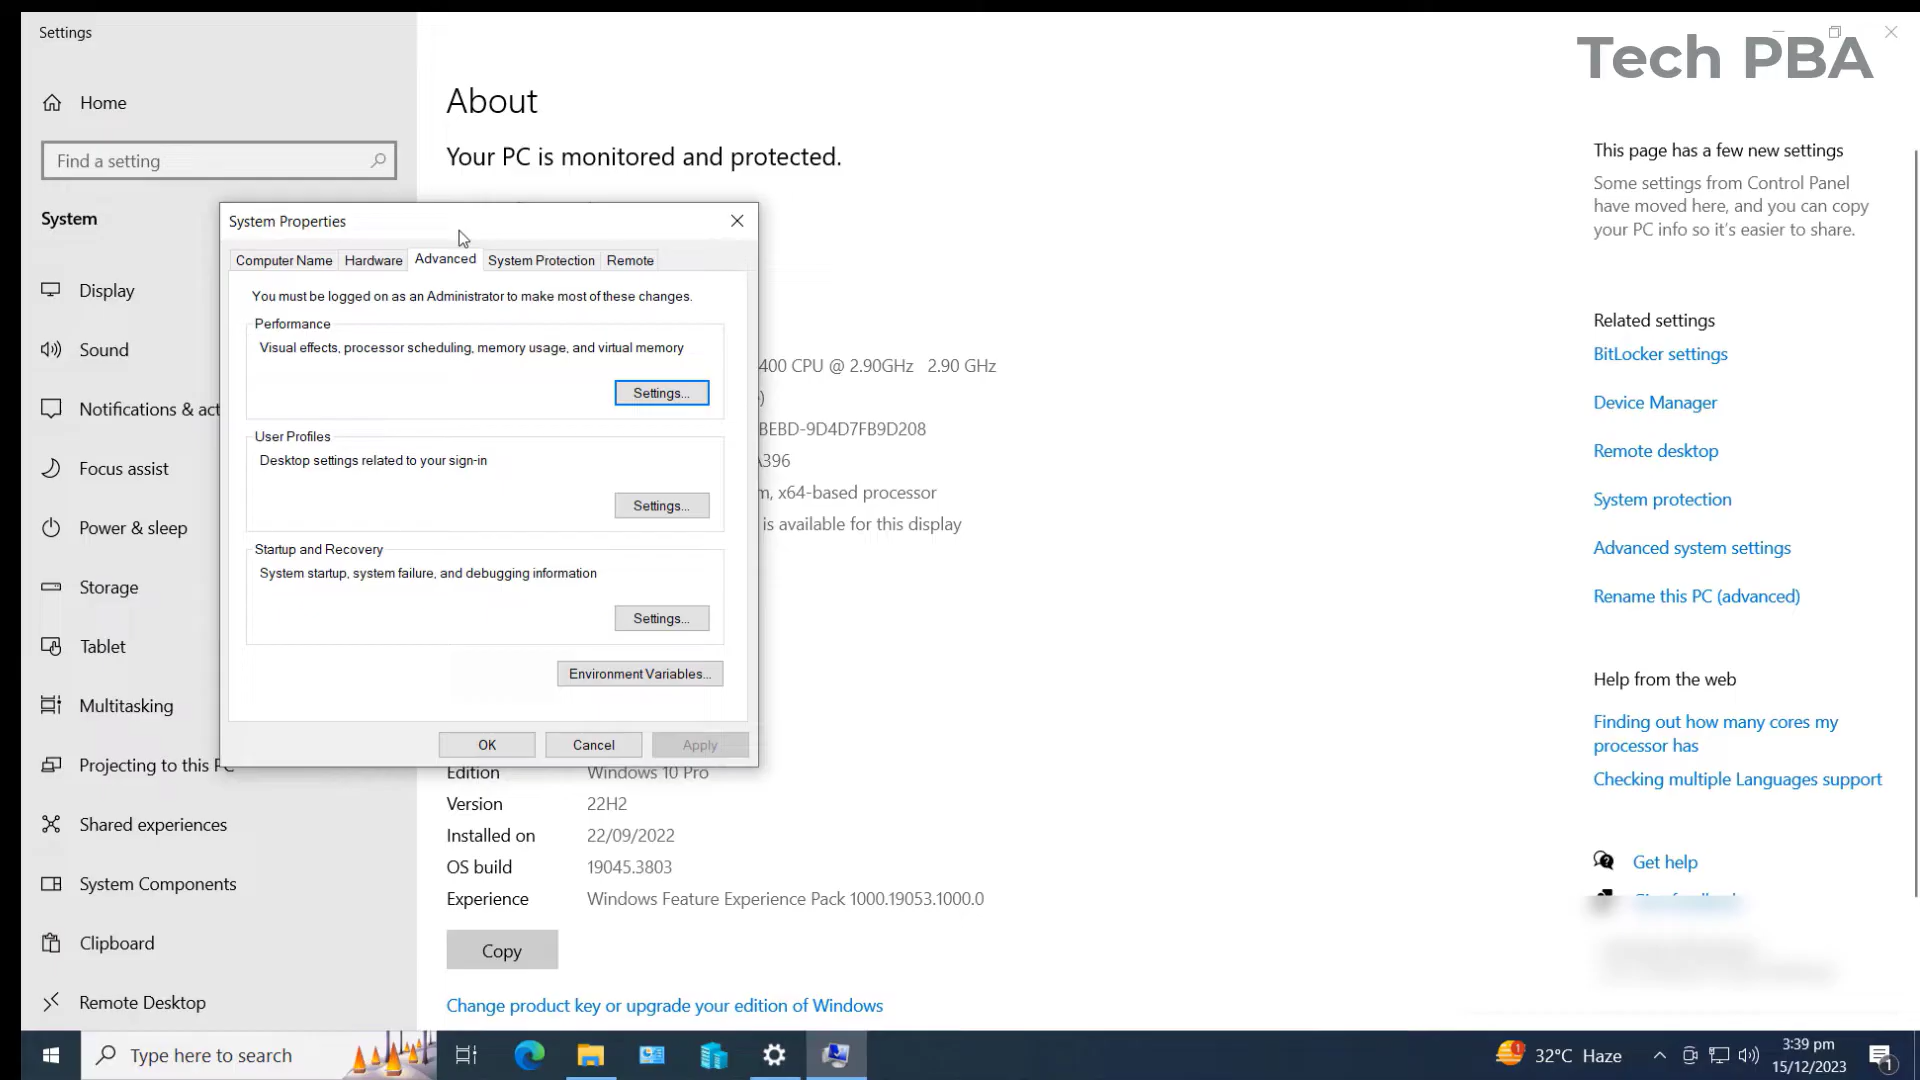 Settings
Tech PBA
Home
Find a setting
System
Display
Sound
Notifications & act
Focus assist
Power & sleep
Storage
Tablet
Multitasking
Projecting to this PC
Shared experiences
System Components
Clipboard
Remote Desktop
About
Your PC is monitored and protected.
System Properties
Computer Name
Hardware
Advanced
System Protection
Remote
You must be logged on as an Administrator to make most of these changes.
Performance
Visual effects, processor scheduling, memory usage, and virtual memory
Settings...
User Profiles
Desktop settings related to your sign-in
Settings...
Startup and Recovery
System startup, system failure, and debugging information
Settings...
Environment Variables...
OK
Cancel
Apply
400 CPU @ 2.90GHz 2.90 GHz
BEBD-9D4D7FB9D208
A396
m, x64-based processor
is available for this display
Edition Windows 10 Pro
Version 22H2
Installed on 22/09/2022
OS build 19045.3803
Experience Windows Feature Experience Pack 1000.19053.1000.0
Copy
Change product key or upgrade your edition of Windows
This page has a few new settings
Some settings from Control Panel
have moved here, and you can copy
your PC info so it's easier to share.
Related settings
BitLocker settings
Device Manager
Remote desktop
System protection
Advanced system settings
Rename this PC (advanced)
Help from the web
Finding out how many cores my
processor has
Checking multiple Languages support
Get help
Type here to search
1
32°C Haze
3:39 pm
15/12/2023
1